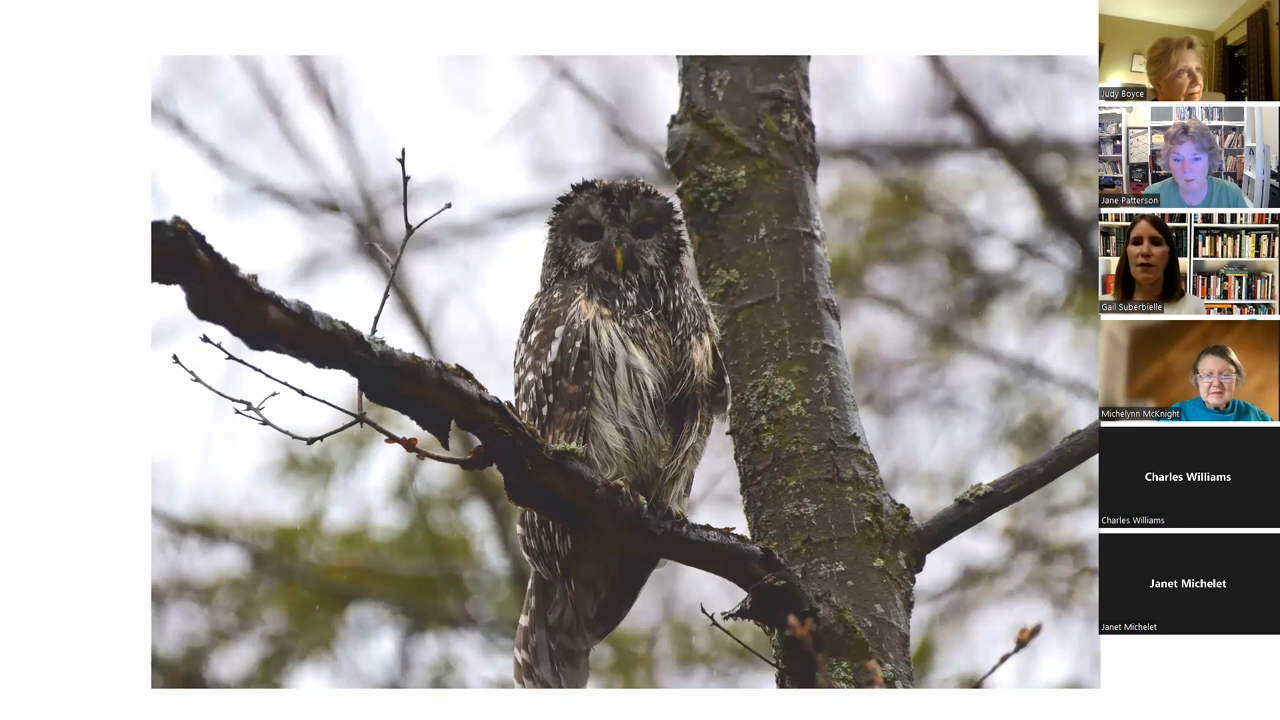 Judy Boyce
Jane Patterson
Gail Suberbielle
Michelynn McKnight
Charles Williams
Charles Williams
Janet Michelet
Janet Michelet